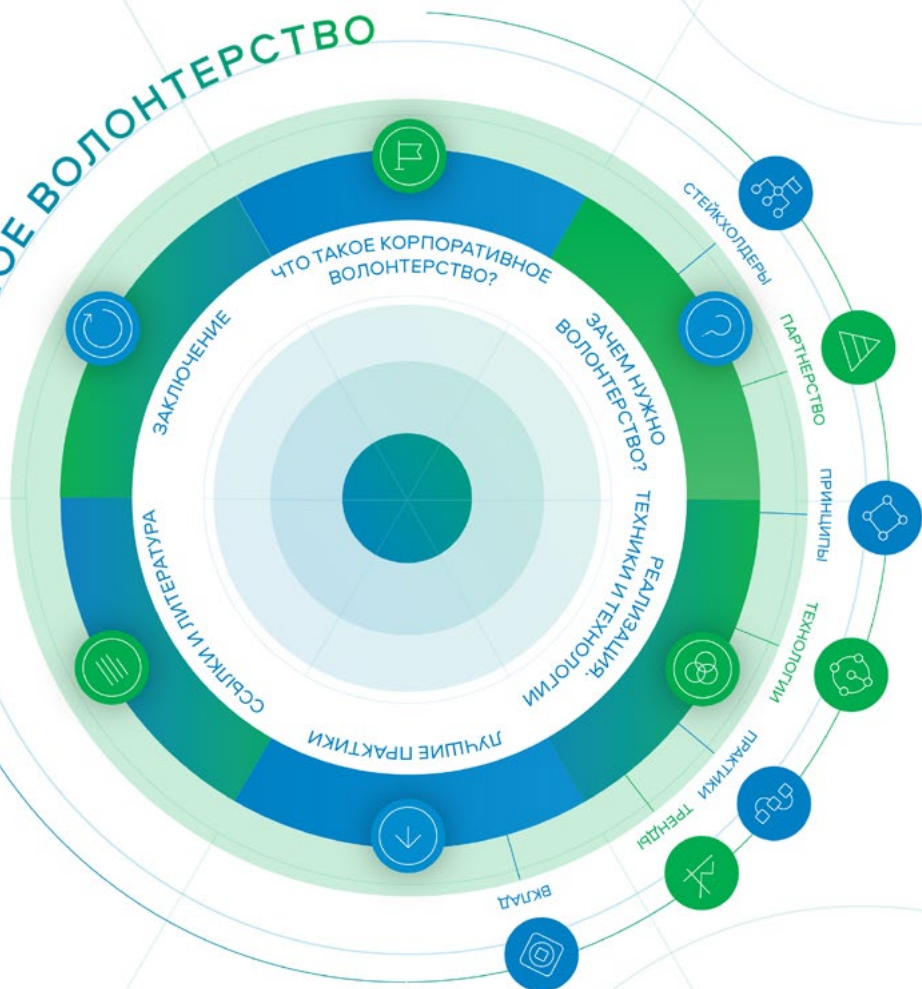 ОЕ ВОЛОНТЕРСТВО
ЧТО ТАКОЕ КОРПОРАТИВНОЕ
ВОЛОНТЕРСТВО?
ЗАЧЕМ НУЖНО
ВОЛОНТЕРСТВО?
РЕАЛИЗАЦИЯ.
ТЕХНИКИ И ТЕХНОЛОГИИ
ЛУЧШИЕ ПРАКТИКИ
ССЫЛКИ И ЛИТЕРАТУРА
ЗАКЛЮЧЕНИЕ
СТЕЙКХОЛДЕРЫ
ПАРТНЕРСТВО
ПРИНЦИПЫ
ТЕХНОЛОГИИ
ПРАКТИКИ
ТРЕНДЫ
ВКЛАД